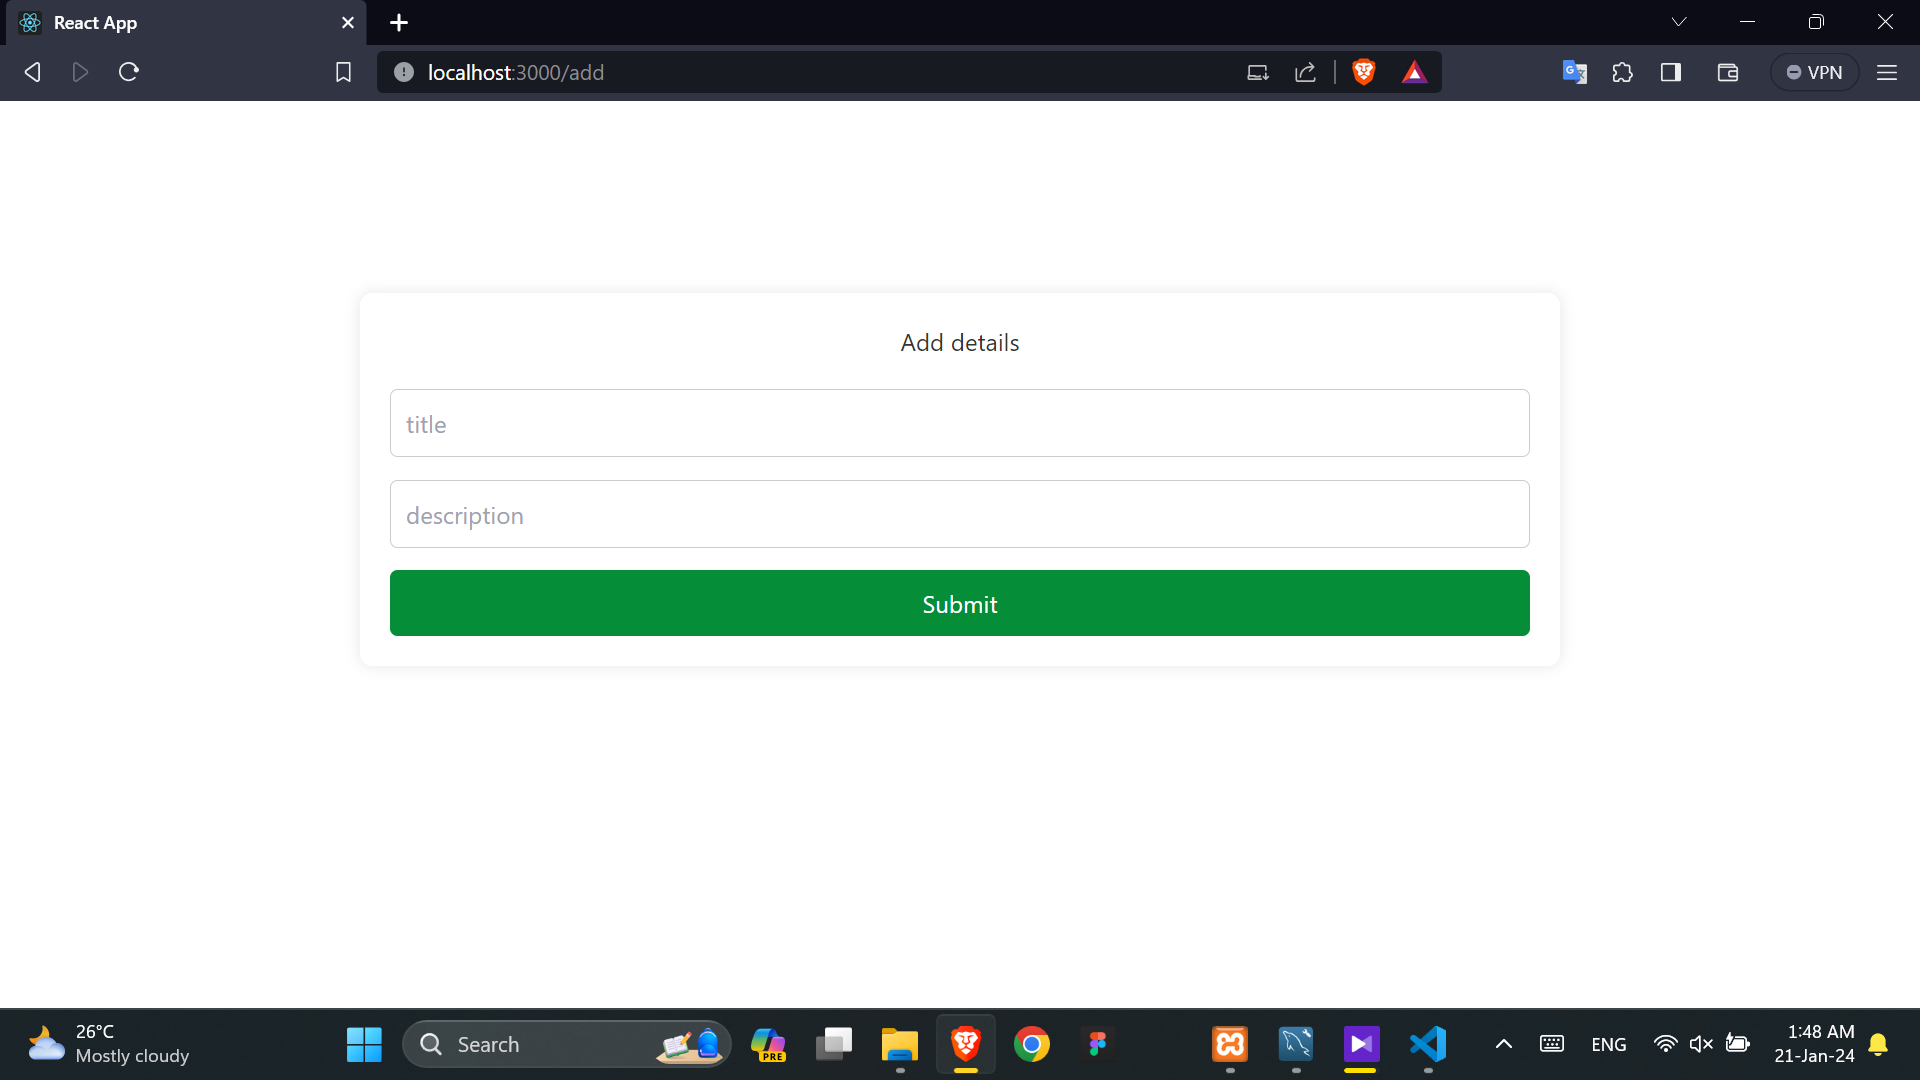 React App
localhost:3000/add
VPN
Add details
title
description
Submit
26°C
Mostly cloudy
Search
PRE
ENG
1:48 AM
21-Jan-24